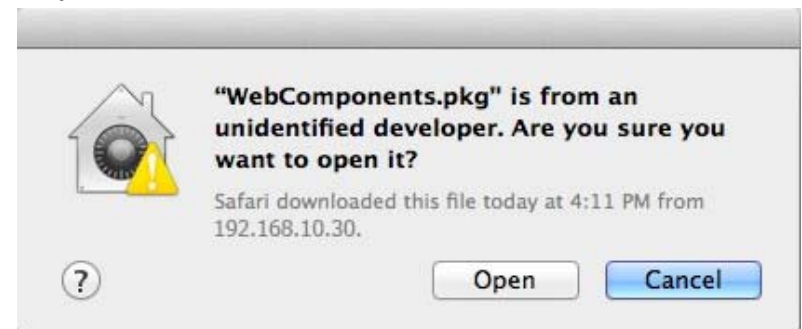 “WebComponents.pkg" is from an
unidentified developer. Are you sure you
want to open it?
Safari downloaded this file today at 4:11 PM from
192.168.10.30.
?
Open
Cancel